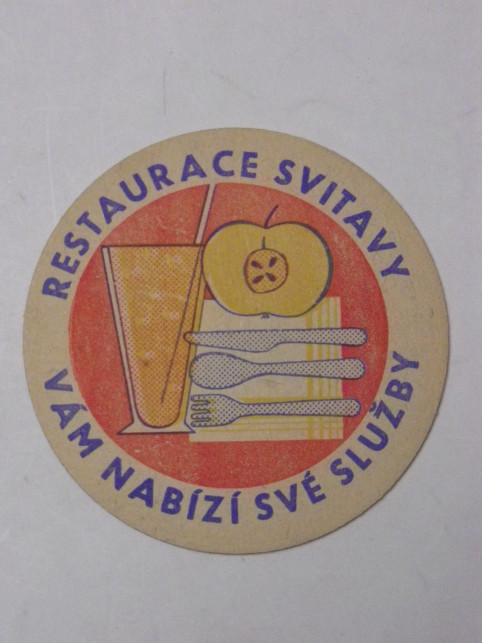 RESTAURACE SVITAVY
VÁM NABÍZÍ SVÉ SLUŽBY